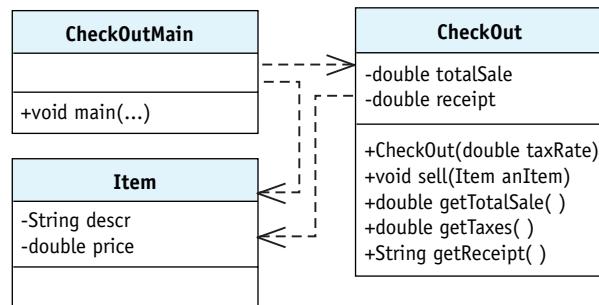 CheckOutMain
+void main(...)
Item
-String descr
-double price
CheckOut
-double totalSale
-double receipt
+CheckOut(double taxRate)
+void sell(Item anItem)
+double getTotalSale( )
+double getTaxes( )
+String getReceipt( )